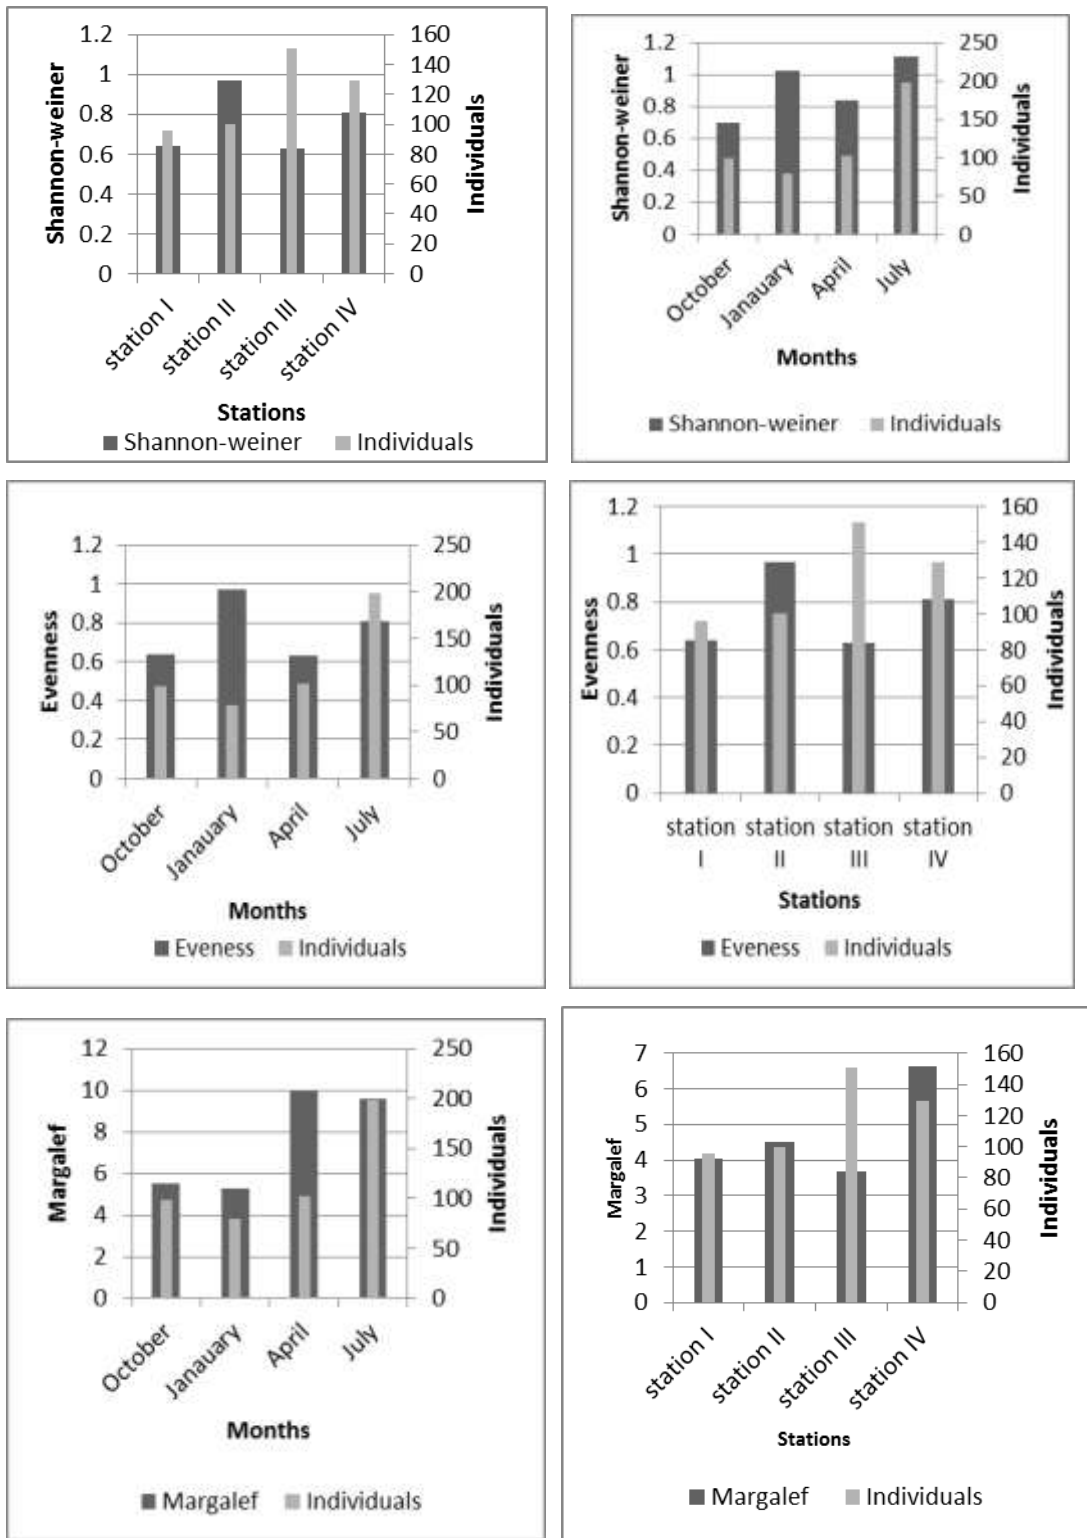 Shannon-weiner
1.2
1
0.8
0.6
0.4
0.2
0
160
140
120
100
80
60
40
20
0
Individuals
station I
station II
station III
station IV
Stations
Shannon-weiner Individuals
Shannon-weiner
1.2
1
0.8
0.6
0.4
0.2
0
250
200
150
100
50
0
Individuals
October
Janauary
April
July
Months
Shannon-weiner Individuals
Evenness
1.2
1
0.8
0.6
0.4
0.2
0
250
200
150
100
50
0
Individuals
October
Janauary
April
July
Months
Eveness Individuals
Evenness
1.2
1
0.8
0.6
0.4
0.2
0
160
140
120
100
80
60
40
20
0
Individuals
station station station station
I II III IV
Stations
Eveness Individuals
Margalef
12
10
8
6
4
2
0
250
200
150
100
50
0
Individuals
October
Janauary
April
July
Months
Margalef Individuals
Margalef
7
6
5
4
3
2
1
0
160
140
120
100
80
60
40
20
0
Individuals
station I
station II
station III
station IV
Stations
Margalef Individuals